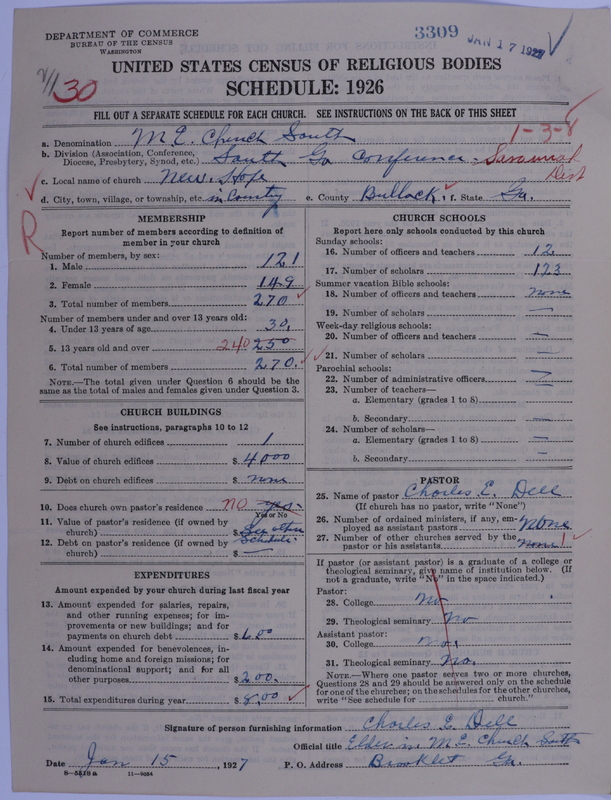 DEPARTMENT OF COMMERCE
BUREAU OF THE CENSUS
WASHINGTON
3309
JAN 17 1927
130
UNITED STATES CENSUS OF RELIGIOUS BODIES
SCHEDULE: 1926
FILL OUT A SEPARATE SCHEDULE FOR EACH CHURCH. SEE INSTRUCTIONS ON THE BACK OF THIS SHEET
1-3-8
a. Denomination M.E. Church South
b. Division (Association, Conference, Diocese, Presbytery, Synod, etc.) South Ga Conference - Savannah Dist
c. Local name of church New Hope
d. City, town, village, or township, etc. in County e. County Bullock f. State Ga.
R
MEMBERSHIP
Report number of members according to definition of member in your church
Number of members, by sex:
1. Male 121
2. Female 149
3. Total number of members 270
Number of members under and over 13 years old:
4. Under 13 years of age 30.
5. 13 years old and over 240 250
6. Total number of members 270.
NOTE.—The total given under Question 6 should be the same as the total of males and females given under Question 3.
CHURCH BUILDINGS
See instructions, paragraphs 10 to 12
7. Number of church edifices 1
8. Value of church edifices $ 4000
9. Debt on church edifices $ none
10. Does church own pastor's residence no yes.
Yes or No
11. Value of pastor's residence (if owned by church) $ See other
12. Debt on pastor's residence (if owned by church) Schedule $ —
EXPENDITURES
Amount expended by your church during last fiscal year
13. Amount expended for salaries, repairs, and other running expenses; for improvements or new buildings; and for payments on church debt $ 600
14. Amount expended for benevolences, including home and foreign missions; for denominational support; and for all other purposes $ 200.
15. Total expenditures during year $ 800
CHURCH SCHOOLS
Report here only schools conducted by this church
Sunday schools:
16. Number of officers and teachers 12
17. Number of scholars 123
Summer vacation Bible schools:
18. Number of officers and teachers none
19. Number of scholars —
Week-day religious schools:
20. Number of officers and teachers —
21. Number of scholars —
Parochial schools:
22. Number of administrative officers —
23. Number of teachers—
a. Elementary (grades 1 to 8) —
b. Secondary —
24. Number of scholars—
a. Elementary (grades 1 to 8) —
b. Secondary —
PASTOR
25. Name of pastor Charles E. Dell
(If church has no pastor, write "None")
26. Number of ordained ministers, if any, employed as assistant pastors none
27. Number of other churches served by the pastor or his assistants none 1
If pastor (or assistant pastor) is a graduate of a college or theological seminary, give name of institution below. (If not a graduate, write "No" in the space indicated.)
Pastor:
28. College no
29. Theological seminary no
Assistant pastor:
30. College no.
31. Theological seminary no.
NOTE.—Where one pastor serves two or more churches, Questions 28 and 29 should be answered only on the schedule for one of the churches; on the schedules for the other churches, write "See schedule for church."
Signature of person furnishing information Charles E Dell
Official title Elder in M E Church South
Date Jan 15, 1927 P. O. Address Brooklet Ga.
8-5518a 11-9084